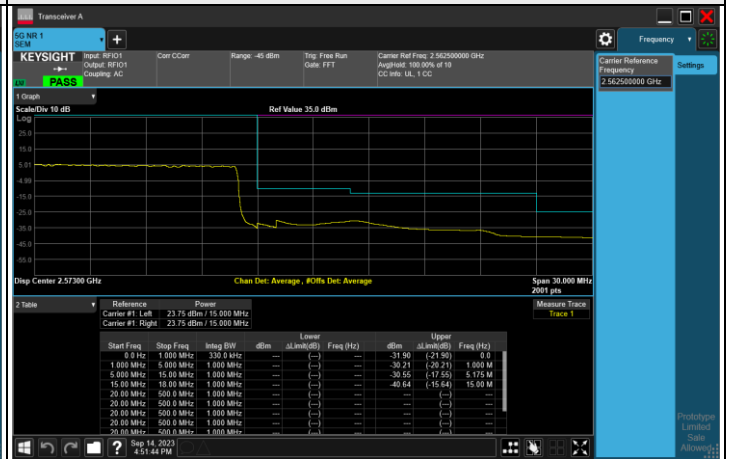 Transceiver A
5G NR 1
SEM
Frequency
KEYSIGHT
Input: RFIO1
Output: RFIO1
Coupling: AC
Corr CCorr
Range: -45 dBm
Trig: Free Run
Gate: FFT
Carrier Ref Freq: 2.562500000 GHz
Avg|Hold: 100.00% of 10
CC Info: UL, 1 CC
PASS
Carrier Reference
Frequency
2.562500000 GHz
Settings
1 Graph
Scale/Div 10 dB
Ref Value 35.0 dBm
Log
25.0
15.0
5.01
-4.99
-15.0
-25.0
-35.0
-45.0
-55.0
Disp Center 2.57300 GHz
Chan Det: Average , #Offs Det: Average
Span 30.000 MHz
2001 pts
2 Table
Reference Power
Carrier #1: Left 23.75 dBm / 15.000 MHz
Carrier #1: Right 23.75 dBm / 15.000 MHz
Measure Trace
Trace 1
Lower Upper
Start Freq Stop Freq Integ BW dBm ΔLimit(dB) Freq (Hz) dBm ΔLimit(dB) Freq (Hz)
0.0 Hz 1.000 MHz 330.0 kHz --- (---) --- -31.90 (-21.90) 0.0
1.000 MHz 5.000 MHz 1.000 MHz --- (---) --- -30.21 (-20.21) 1.000 M
5.000 MHz 15.00 MHz 1.000 MHz --- (---) --- -30.55 (-17.55) 5.175 M
15.00 MHz 18.00 MHz 1.000 MHz --- (---) --- -40.64 (-15.64) 15.00 M
20.00 MHz 500.0 MHz 1.000 MHz --- (---) --- --- (---) ---
20.00 MHz 500.0 MHz 1.000 MHz --- (---) --- --- (---) ---
20.00 MHz 500.0 MHz 1.000 MHz --- (---) --- --- (---) ---
20.00 MHz 500.0 MHz 1.000 MHz --- (---) --- --- (---) ---
Prototype
Limited
Sale
Allowed
?
Sep 14, 2023
4:51:44 PM